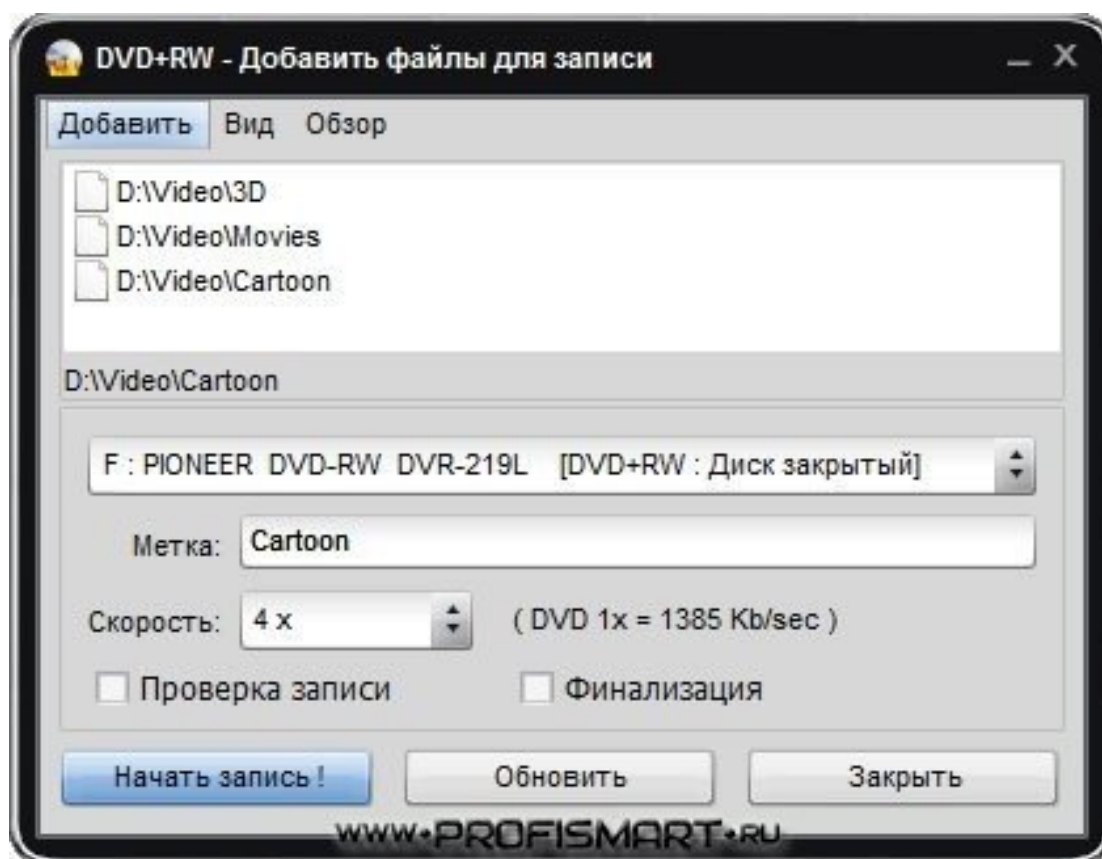 DVD+RW - Добавить файлы для записи
Добавить Вид Обзор
D:\Video\3D
D:\Video\Movies
D:\Video\Cartoon
D:\Video\Cartoon
F : PIONEER DVD-RW DVR-219L [DVD+RW : Диск закрытый]
Метка: Cartoon
Скорость: 4 x ( DVD 1x = 1385 Kb/sec )
Проверка записи Финализация
Начать запись ! Обновить Закрыть
WWW.PROFISMART.RU